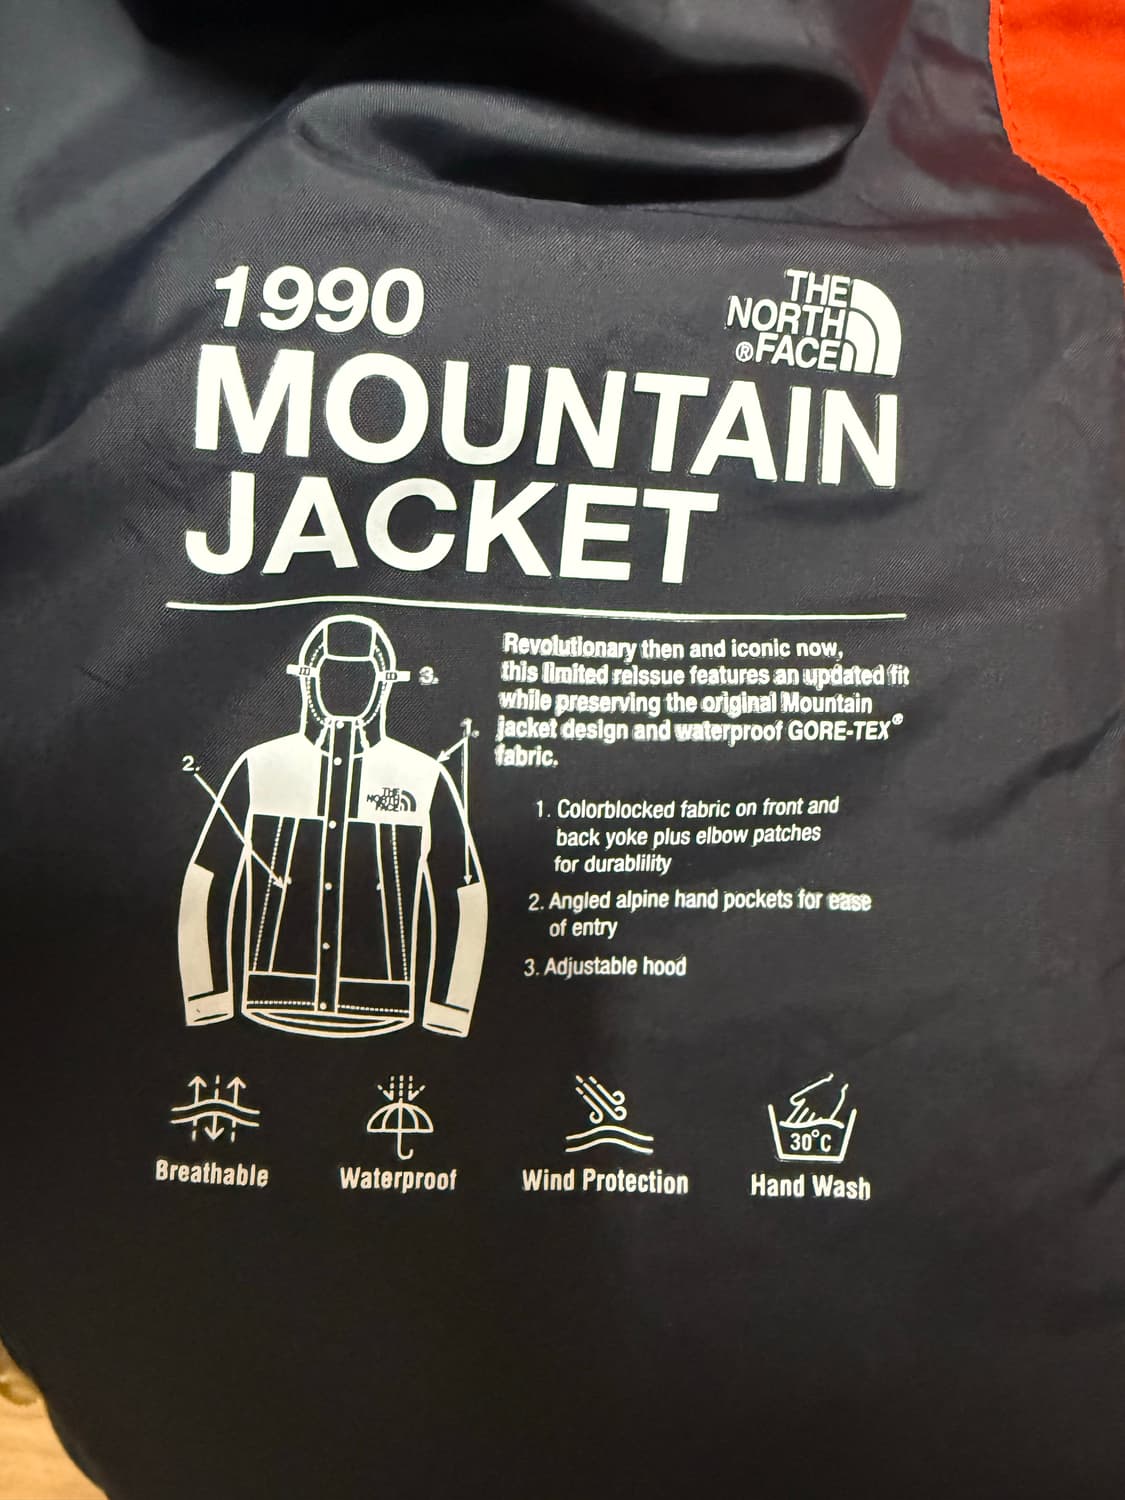 1990
THE
NORTH
®FACE
MOUNTAIN
JACKET
Revolutionary then and iconic now,
this limited reissue features an updated fit
while preserving the original Mountain
jacket design and waterproof GORE-TEX®
fabric.
3.
1.
2.
THE
NORTH
FACE
1. Colorblocked fabric on front and
back yoke plus elbow patches
for durablility
2. Angled alpine hand pockets for ease
of entry
3. Adjustable hood
30°C
Breathable
Waterproof
Wind Protection
Hand Wash